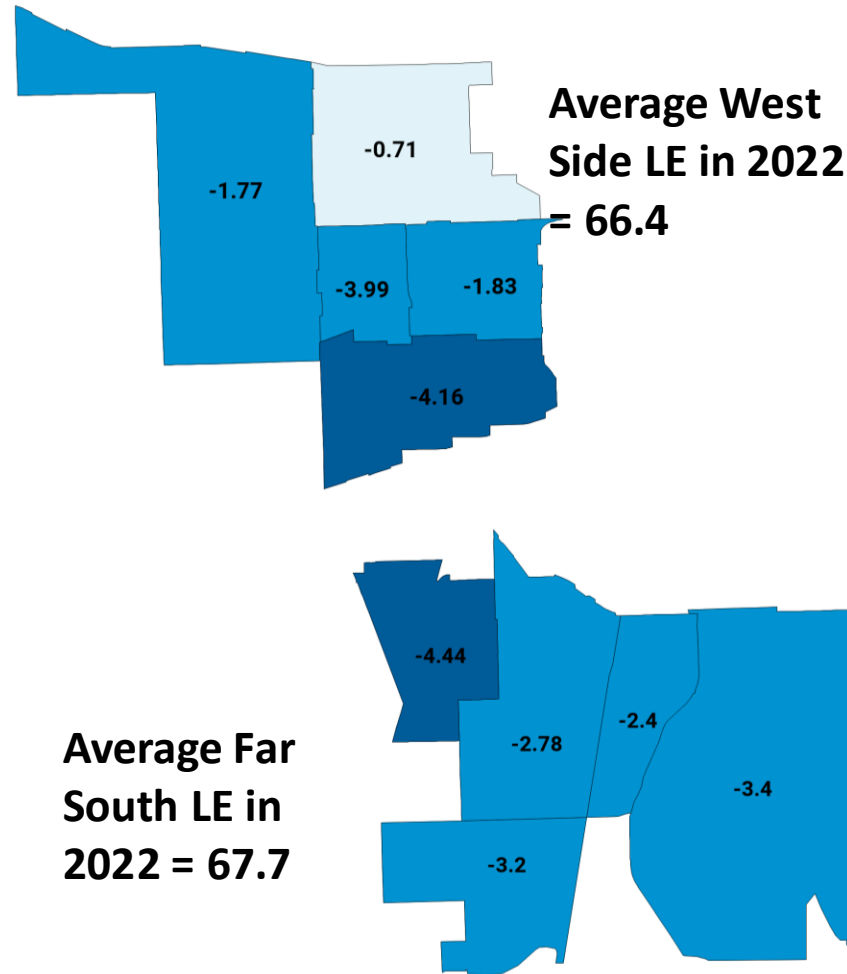 Average West
Side LE in 2022
= 66.4
-0.71
-1.77
-3.99
-1.83
-4.16
-4.44
-2.78
-2.4
-3.4
-3.2
Average Far
South LE in
2022 = 67.7